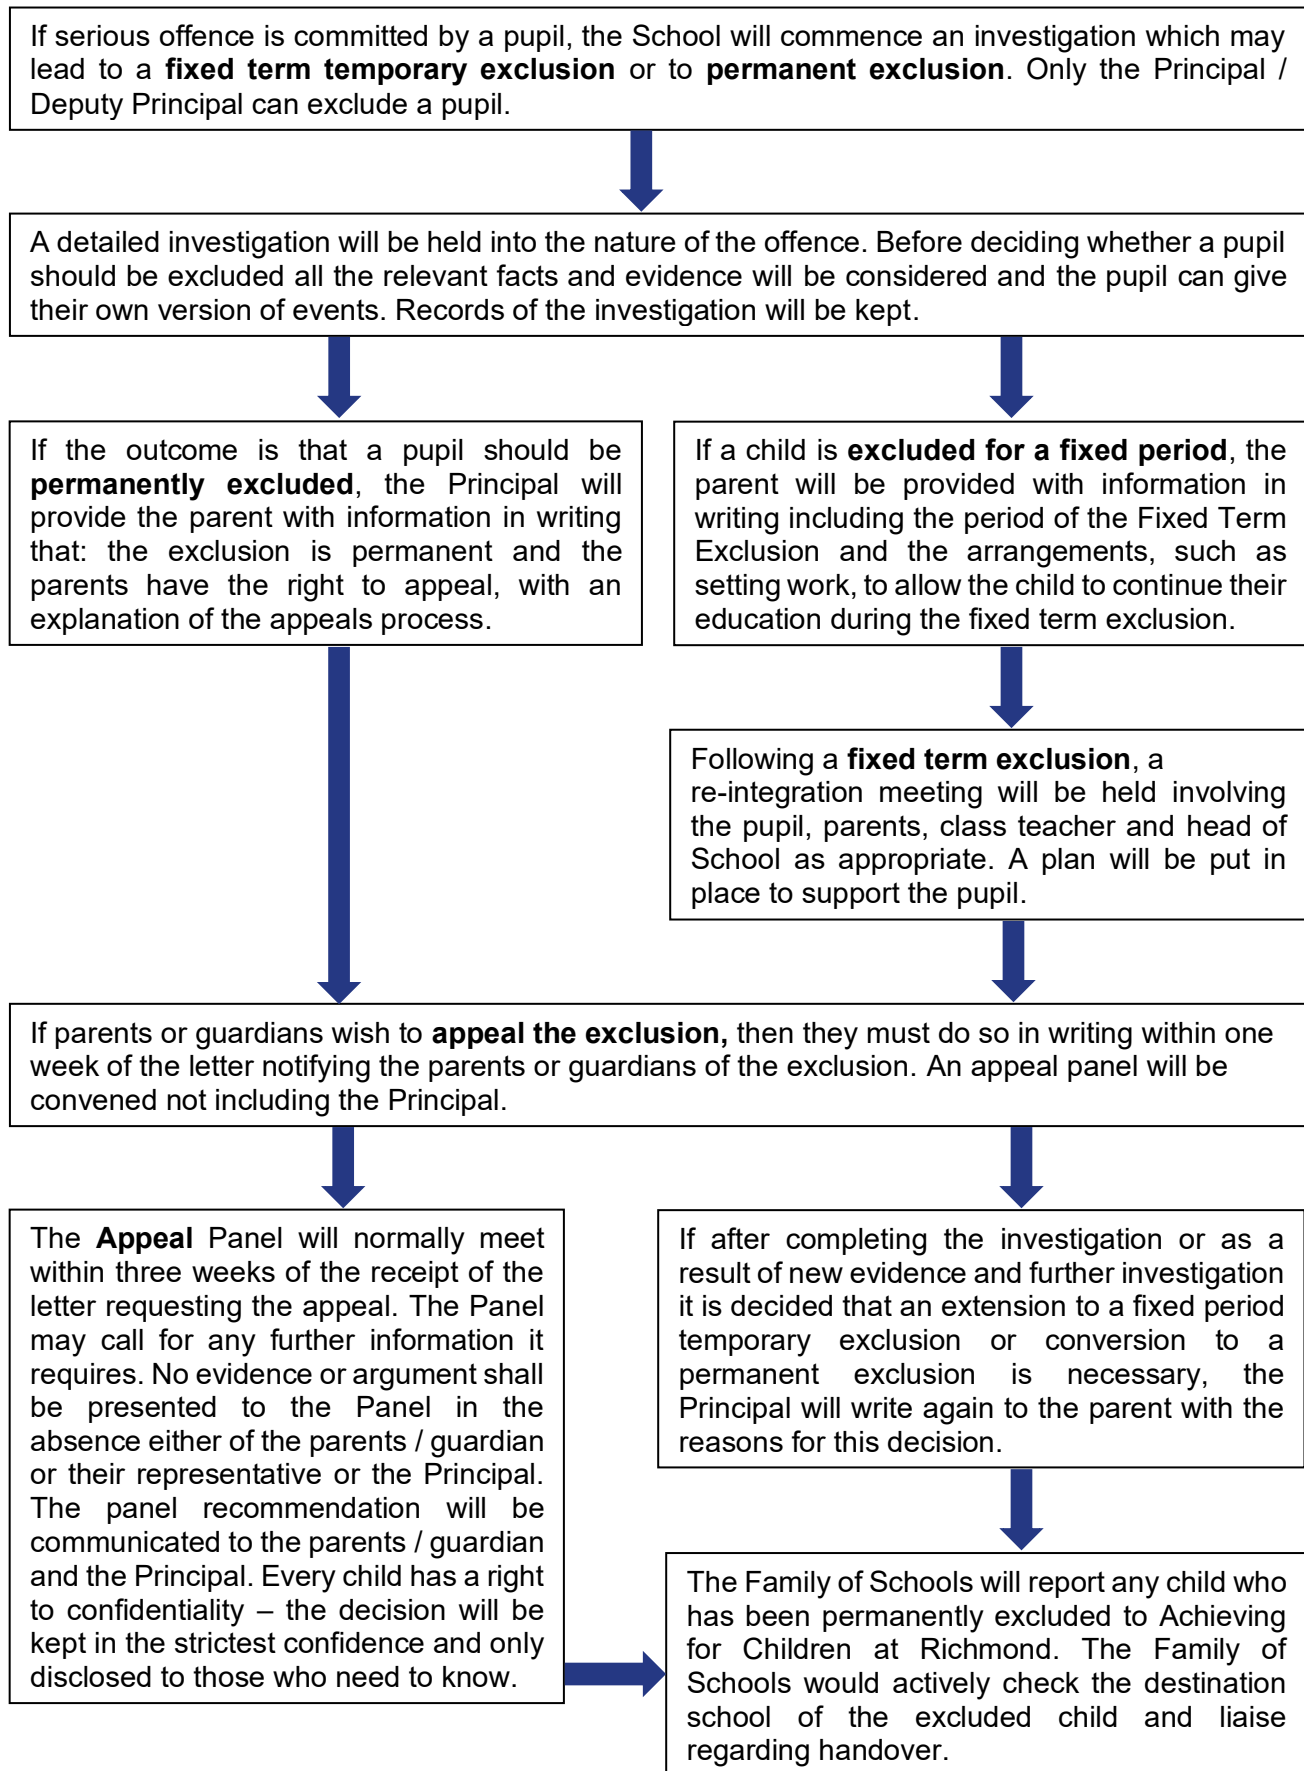 If serious offence is committed by a pupil, the School will commence an investigation which may
lead to a fixed term temporary exclusion or to permanent exclusion. Only the Principal /
Deputy Principal can exclude a pupil.
A detailed investigation will be held into the nature of the offence. Before deciding whether a pupil
should be excluded all the relevant facts and evidence will be considered and the pupil can give
their own version of events. Records of the investigation will be kept.
If the outcome is that a pupil should be
permanently excluded, the Principal will
provide the parent with information in writing
that: the exclusion is permanent and the
parents have the right to appeal, with an
explanation of the appeals process.
If a child is excluded for a fixed period, the
parent will be provided with information in
writing including the period of the Fixed Term
Exclusion and the arrangements, such as
setting work, to allow the child to continue their
education during the fixed term exclusion.
Following a fixed term exclusion, a
re-integration meeting will be held involving
the pupil, parents, class teacher and head of
School as appropriate. A plan will be put in
place to support the pupil.
If parents or guardians wish to appeal the exclusion, then they must do so in writing within one
week of the letter notifying the parents or guardians of the exclusion. An appeal panel will be
convened not including the Principal.
The Appeal Panel will normally meet
within three weeks of the receipt of the
letter requesting the appeal. The Panel
may call for any further information it
requires. No evidence or argument shall
be presented to the Panel in the
absence either of the parents / guardian
or their representative or the Principal.
The panel recommendation will be
communicated to the parents / guardian
and the Principal. Every child has a right
to confidentiality – the decision will be
kept in the strictest confidence and only
disclosed to those who need to know.
If after completing the investigation or as a
result of new evidence and further investigation
it is decided that an extension to a fixed period
temporary exclusion or conversion to a
permanent exclusion is necessary, the
Principal will write again to the parent with the
reasons for this decision.
The Family of Schools will report any child who
has been permanently excluded to Achieving
for Children at Richmond. The Family of
Schools would actively check the destination
school of the excluded child and liaise
regarding handover.